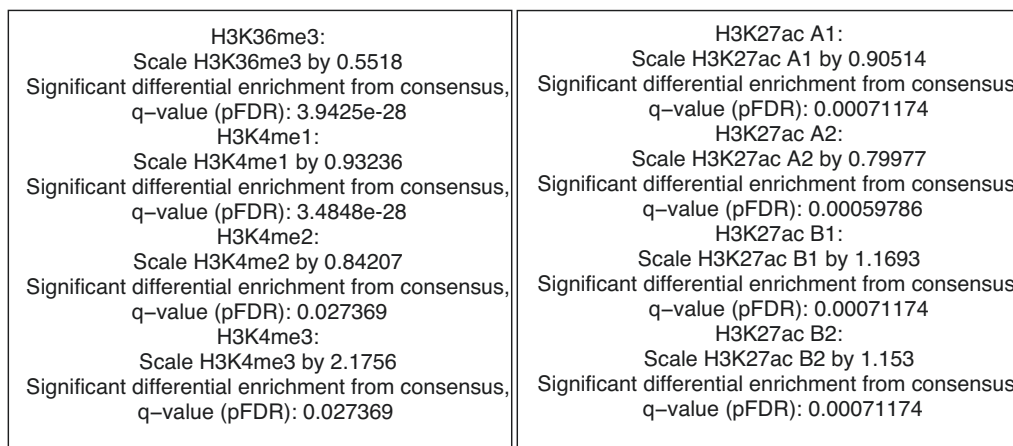 H3K36me3:
Scale H3K36me3 by 0.5518
Significant differential enrichment from consensus,
q−value (pFDR): 3.9425e-28
H3K4me1:
Scale H3K4me1 by 0.93236
Significant differential enrichment from consensus,
q−value (pFDR): 3.4848e-28
H3K4me2:
Scale H3K4me2 by 0.84207
Significant differential enrichment from consensus,
q−value (pFDR): 0.027369
H3K4me3:
Scale H3K4me3 by 2.1756
Significant differential enrichment from consensus,
q−value (pFDR): 0.027369
H3K27ac A1:
Scale H3K27ac A1 by 0.90514
Significant differential enrichment from consensus
q−value (pFDR): 0.00071174
H3K27ac A2:
Scale H3K27ac A2 by 0.79977
Significant differential enrichment from consensus
q−value (pFDR): 0.00059786
H3K27ac B1:
Scale H3K27ac B1 by 1.1693
Significant differential enrichment from consensus
q−value (pFDR): 0.00071174
H3K27ac B2:
Scale H3K27ac B2 by 1.153
Significant differential enrichment from consensus
q−value (pFDR): 0.00071174